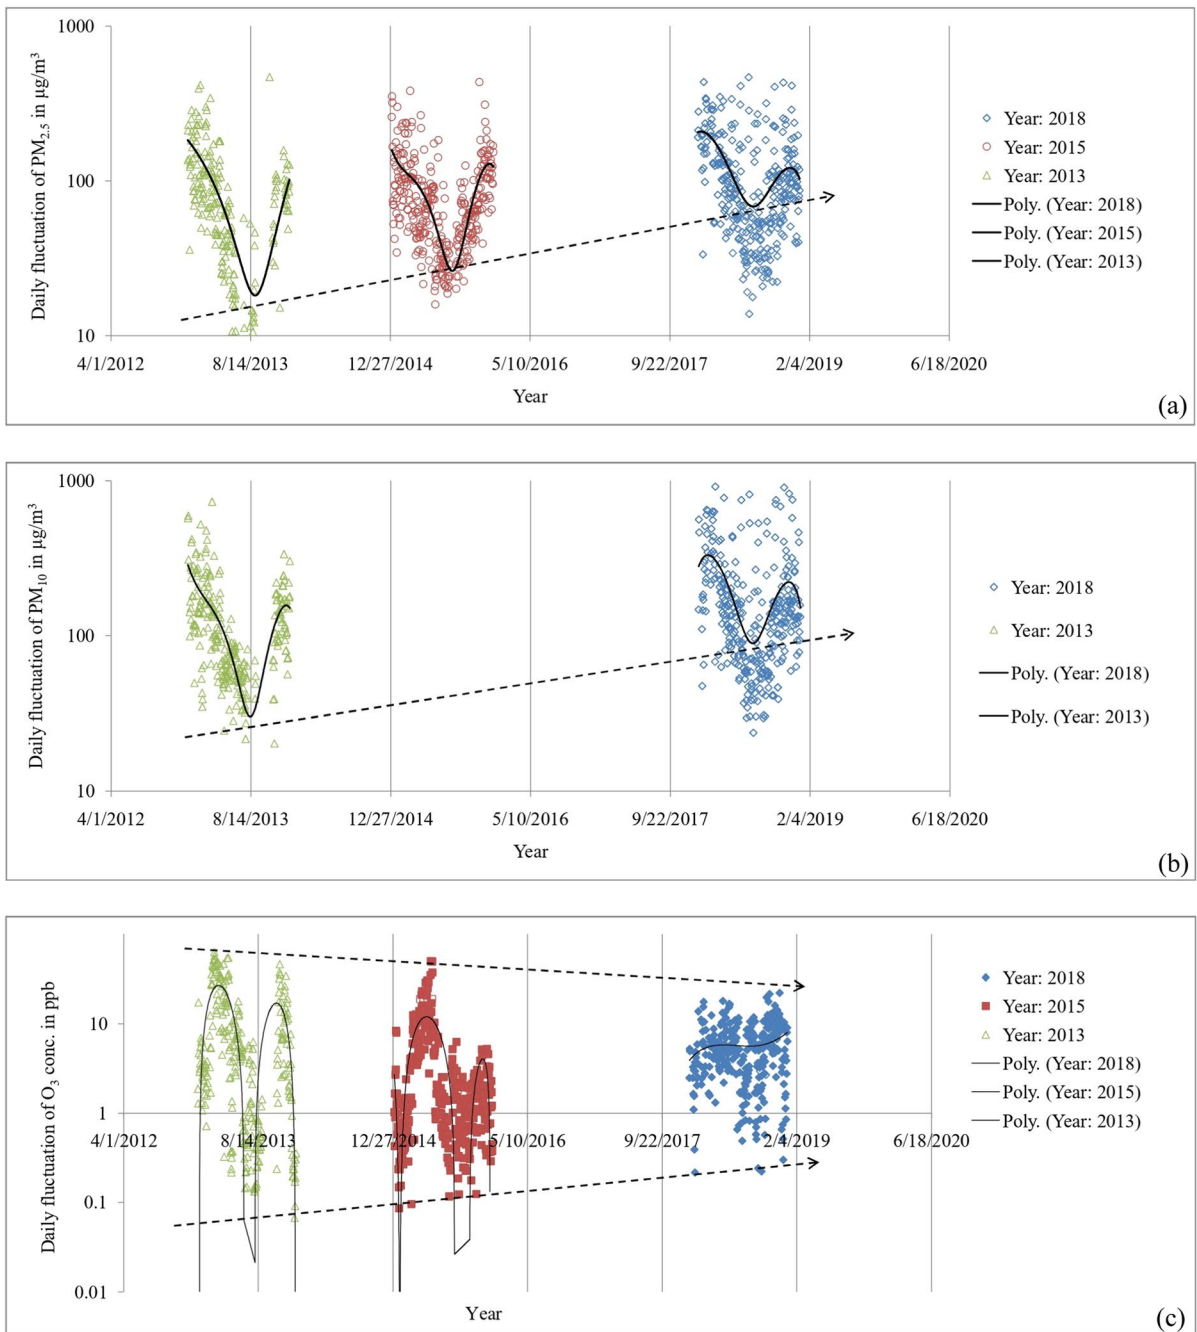 1000
100
10
Daily fluctuation of PM2.5 in µg/m³
4/1/2012 8/14/2013 12/27/2014 5/10/2016 9/22/2017 2/4/2019 6/18/2020
Year
Year: 2018
Year: 2015
Year: 2013
Poly. (Year: 2018)
Poly. (Year: 2015)
Poly. (Year: 2013)
(a)
1000
100
10
Daily fluctuation of PM10 in µg/m³
4/1/2012 8/14/2013 12/27/2014 5/10/2016 9/22/2017 2/4/2019 6/18/2020
Year
Year: 2018
Year: 2013
Poly. (Year: 2018)
Poly. (Year: 2013)
(b)
10
1
0.1
0.01
Daily fluctuation of O3 conc. in ppb
4/1/2012 8/14/2013 12/27/2014 5/10/2016 9/22/2017 2/4/2019 6/18/2020
Year
Year: 2018
Year: 2015
Year: 2013
Poly. (Year: 2018)
Poly. (Year: 2015)
Poly. (Year: 2013)
(c)